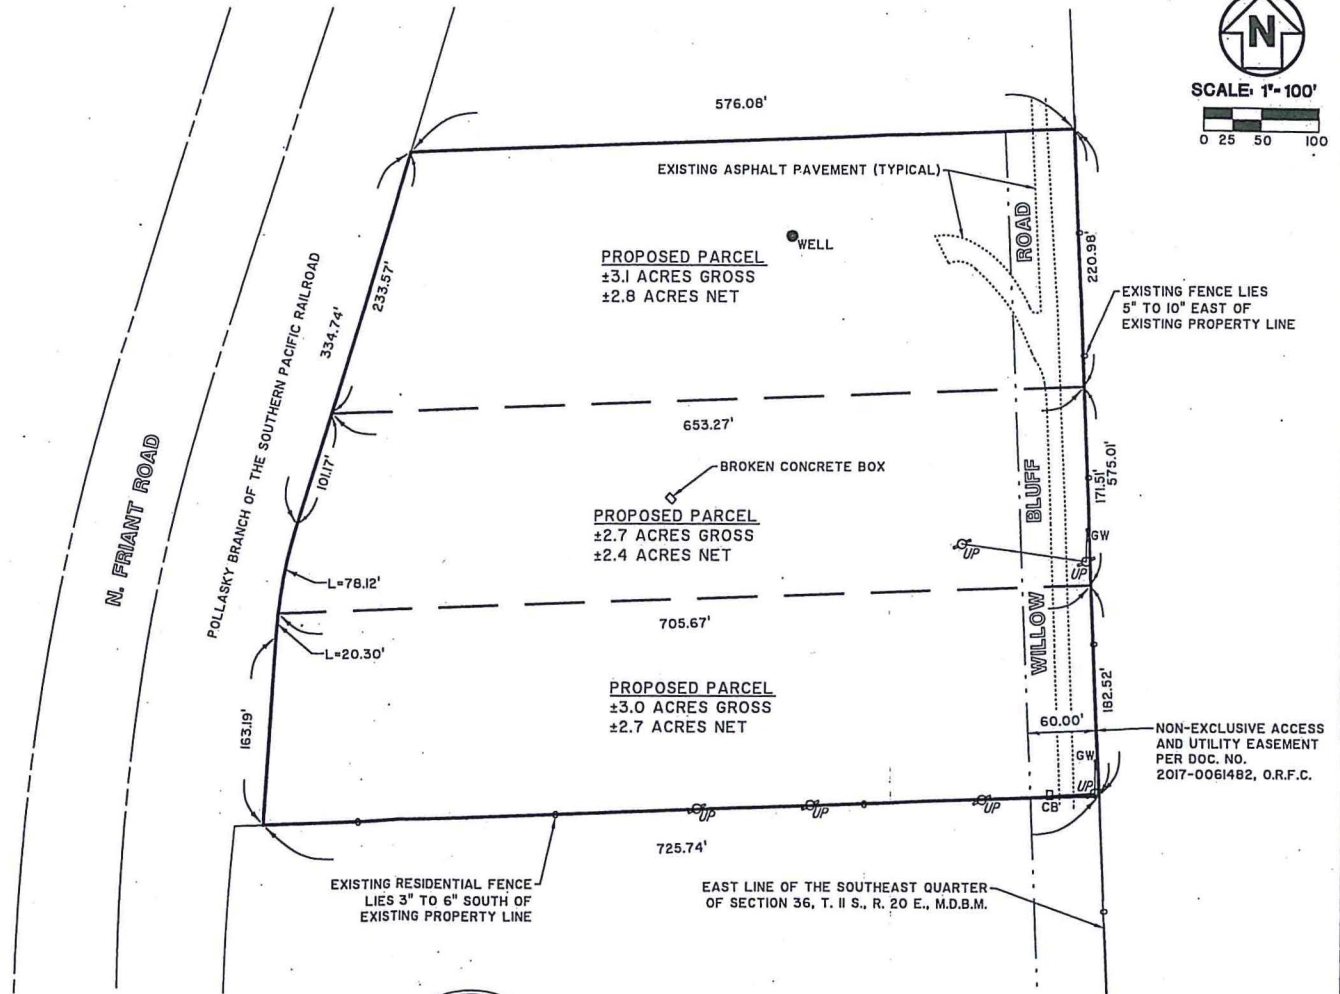 N
SCALE: 1"=100'
0 25 50 100
576.08'
EXISTING ASPHALT PAVEMENT (TYPICAL)
WELL
PROPOSED PARCEL
±3.1 ACRES GROSS
±2.8 ACRES NET
ROAD
220.98'
EXISTING FENCE LIES
5" TO 10" EAST OF
EXISTING PROPERTY LINE
233.57'
334.74'
POLLASKY BRANCH OF THE SOUTHERN PACIFIC RAILROAD
N. FRIANT ROAD
653.27'
101.17'
BROKEN CONCRETE BOX
PROPOSED PARCEL
±2.7 ACRES GROSS
±2.4 ACRES NET
BLUFF
171.51'
575.01'
GW
UP
UP
L=78.12'
705.67'
L=20.30'
WILLOW
PROPOSED PARCEL
±3.0 ACRES GROSS
±2.7 ACRES NET
182.52'
163.19'
60.00'
NON-EXCLUSIVE ACCESS
AND UTILITY EASEMENT
PER DOC. NO.
2017-0061482, O.R.F.C.
GW
UP
UP
UP
UP
CB
725.74'
EXISTING RESIDENTIAL FENCE
LIES 3" TO 6" SOUTH OF
EXISTING PROPERTY LINE
EAST LINE OF THE SOUTHEAST QUARTER
OF SECTION 36, T. 11 S., R. 20 E., M.D.B.M.